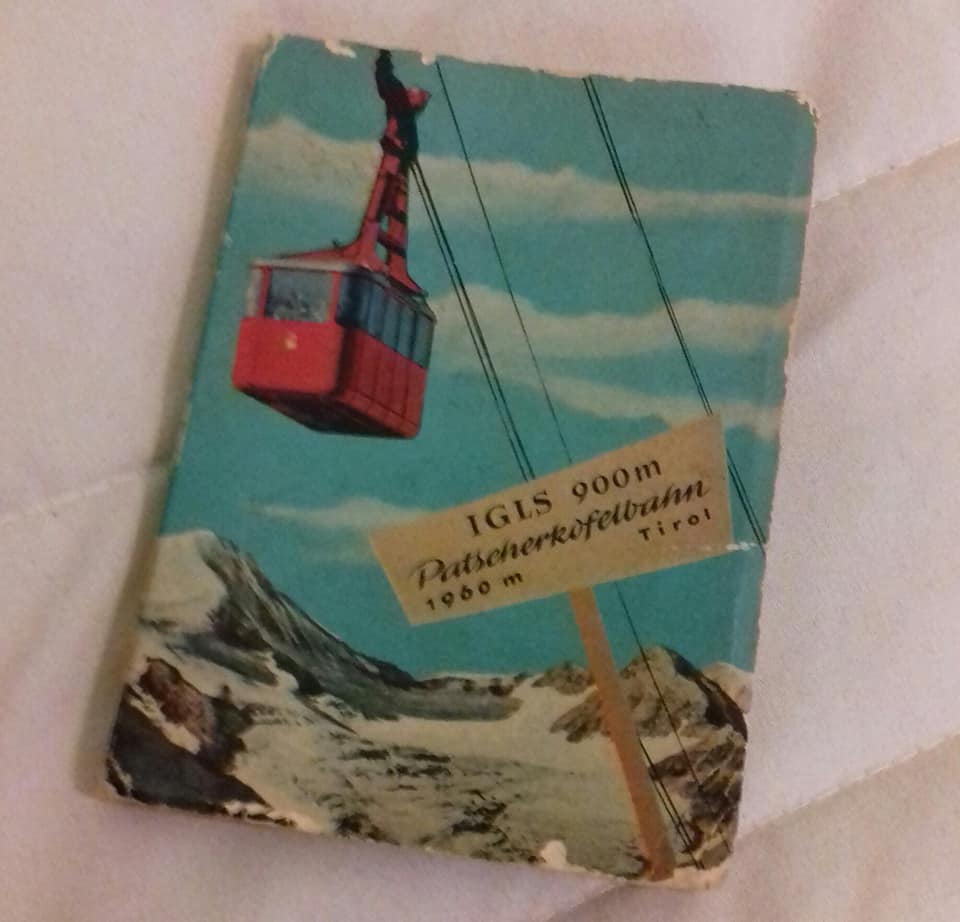 IGLS 900m
Patscherkofelbahn
1960 m Tirol